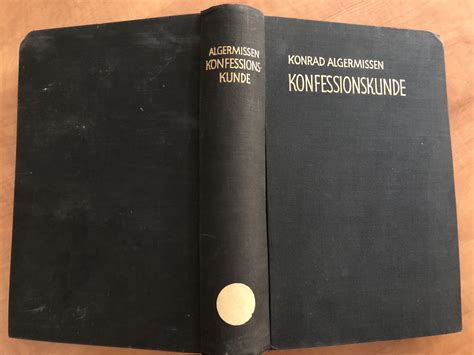 ALGERMISSEN
KONFESSIONS-
KUNDE
KONRAD ALGERMISSEN
KONFESSIONSKUNDE